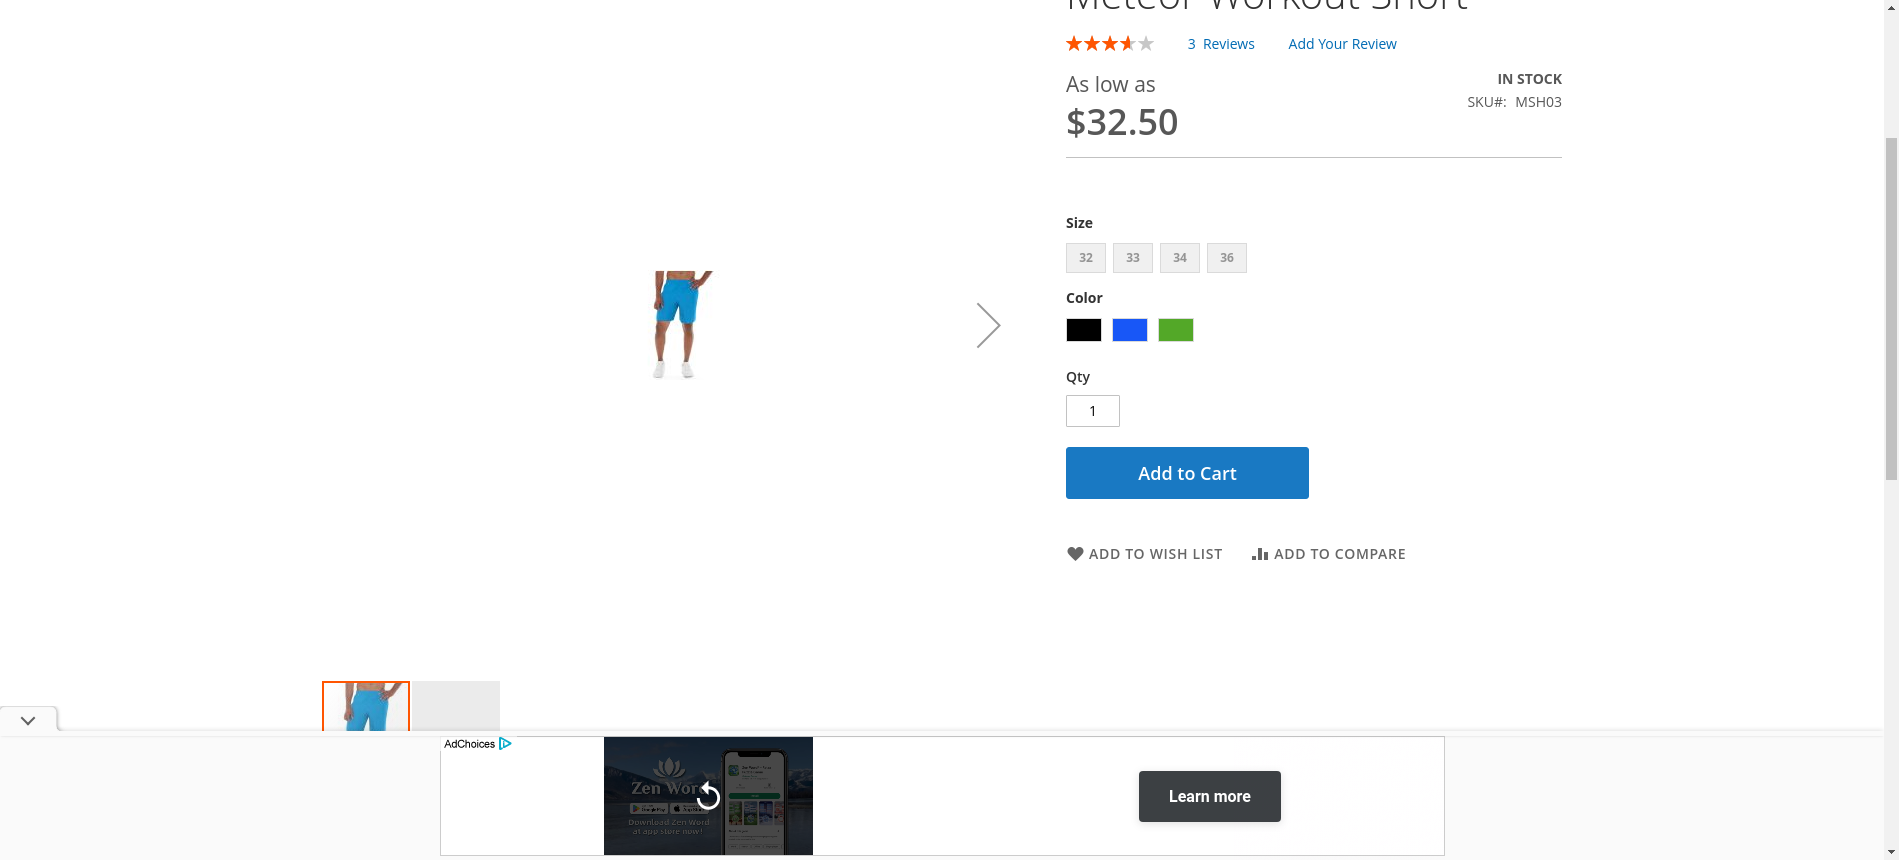 Meteor Workout Short
3 Reviews Add Your Review
As low as
IN STOCK
$32.50
SKU#: MSH03
Size
32 33 34 36
Color
Qty
1
Add to Cart
ADD TO WISH LIST ADD TO COMPARE
AdChoices
Zen Word
Download Zen Word
at app store now!
Learn more